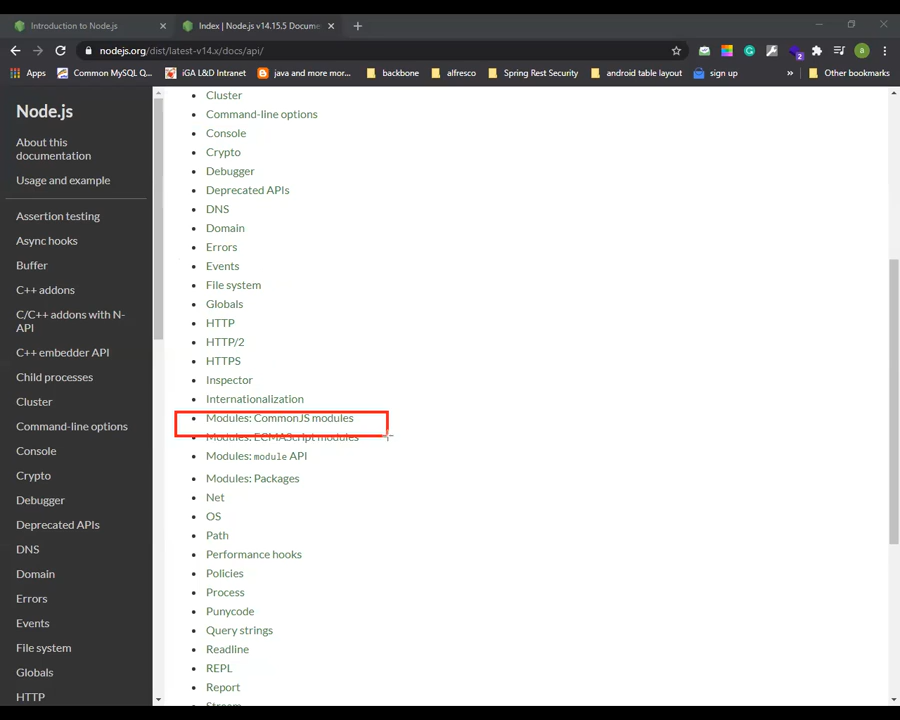 Introduction to Node.js
Index | Node.js v14.15.5 Docume
nodejs.org/dist/latest-v14.x/docs/api/
a
2
Apps
Common MySQL Q...
iGA L&D Intranet
java and more mor...
backbone
alfresco
Spring Rest Security
android table layout
sign up
»
Other bookmarks
Node.js
About this
documentation
Usage and example
Assertion testing
Async hooks
Buffer
C++ addons
C/C++ addons with N-
API
C++ embedder API
Child processes
Cluster
Command-line options
Console
Crypto
Debugger
Deprecated APIs
DNS
Domain
Errors
Events
File system
Globals
HTTP
Cluster
Command-line options
Console
Crypto
Debugger
Deprecated APIs
DNS
Domain
Errors
Events
File system
Globals
HTTP
HTTP/2
HTTPS
Inspector
Internationalization
Modules: CommonJS modules
Modules: ECMAScript modules
Modules: module API
Modules: Packages
Net
OS
Path
Performance hooks
Policies
Process
Punycode
Query strings
Readline
REPL
Report
Stream